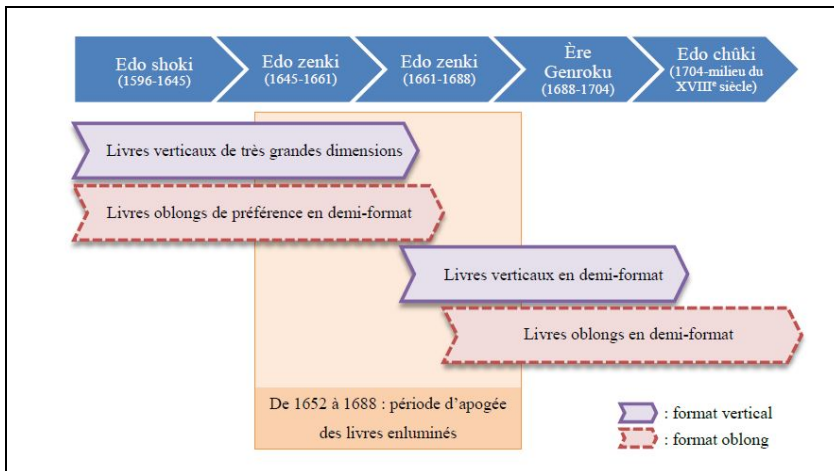 Edo shoki
(1596-1645)
Edo zenki
(1645-1661)
Edo zenki
(1661-1688)
Ère
Genroku
(1688-1704)
Edo chûki
(1704-milieu du
XVIIIᵉ siècle)
Livres verticaux de très grandes dimensions
Livres oblongs de préférence en demi-format
Livres verticaux en demi-format
Livres oblongs en demi-format
De 1652 à 1688 : période d’apogée
des livres enluminés
: format vertical
: format oblong